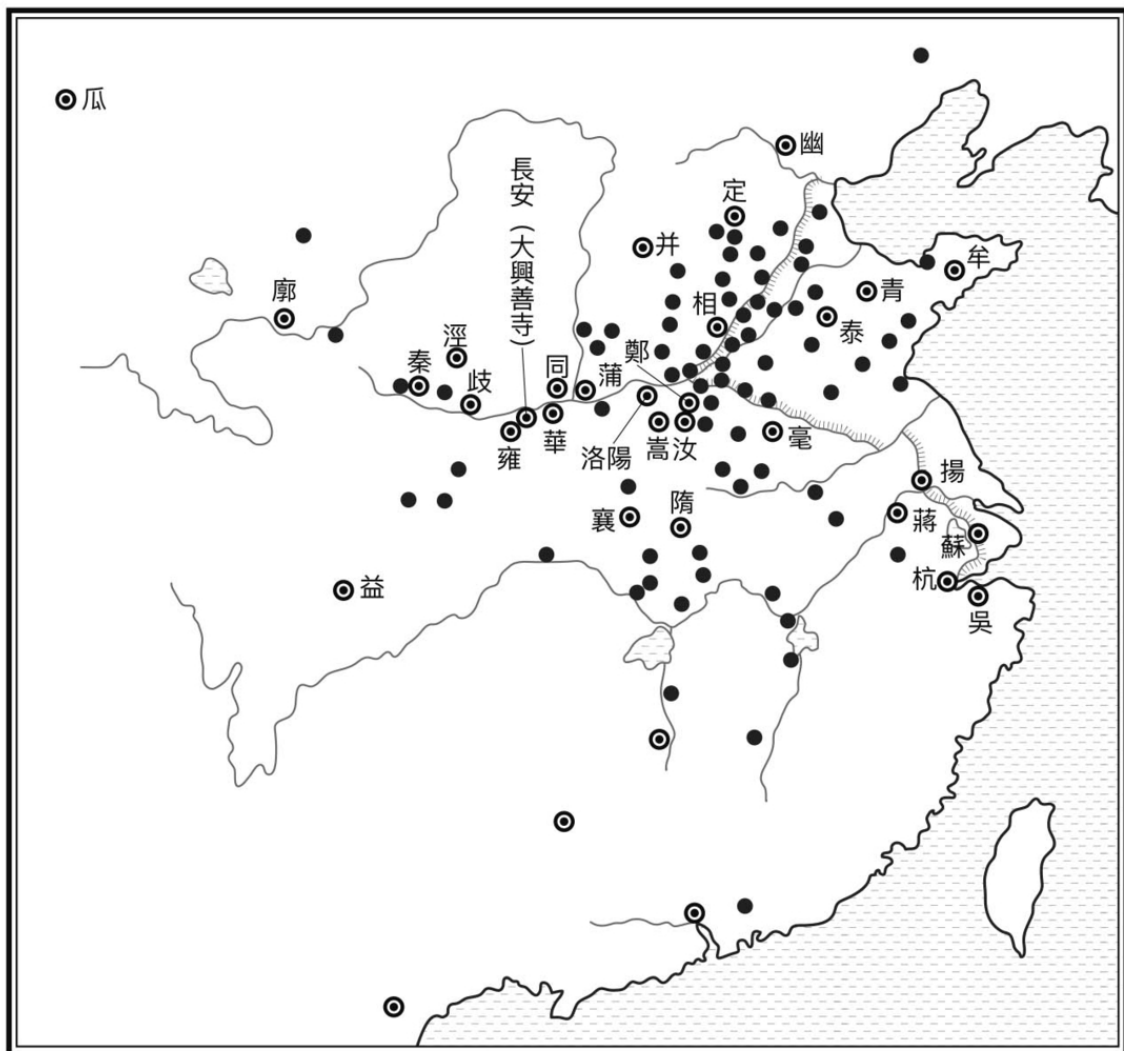 瓜
幽
長安（大興善寺）
定
并
牟
廓
青
相
泰
涇
鄭
秦
岐
同
蒲
雍
華
洛陽
嵩
汝
亳
揚
襄
隋
蔣
蘇
益
杭
吳